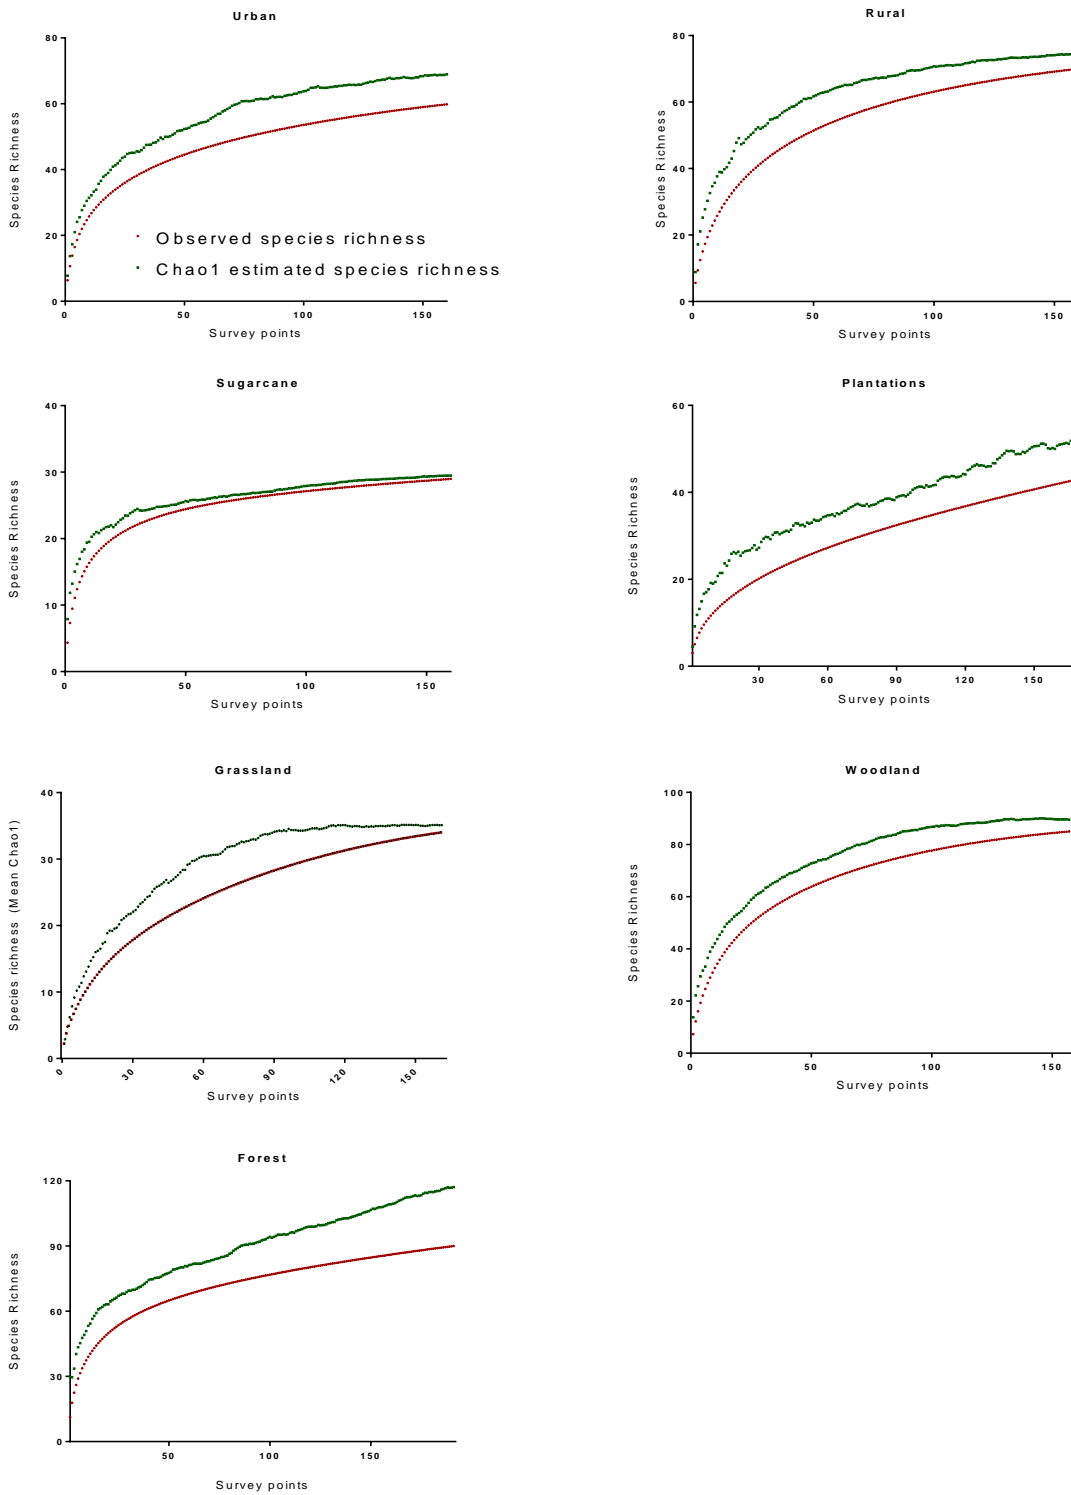 Urban
80
60
40
20
0
Species Richness
Observed species richness
Chao1 estimated species richness
0 50 100 150
Survey points
Rural
80
60
40
20
0
Species Richness
0 50 100 150
Survey points
Sugarcane
40
30
20
10
0
Species Richness
0 50 100 150
Survey points
Plantations
60
40
20
0
Species Richness
30 60 90 120 150
Survey points
Grassland
40
30
20
10
0
Species richness (Mean Chao1)
0 30 60 90 120 150
Survey points
Woodland
100
80
60
40
20
0
Species Richness
0 50 100 150
Survey points
Forest
120
90
60
30
0
Species Richness
50 100 150
Survey points